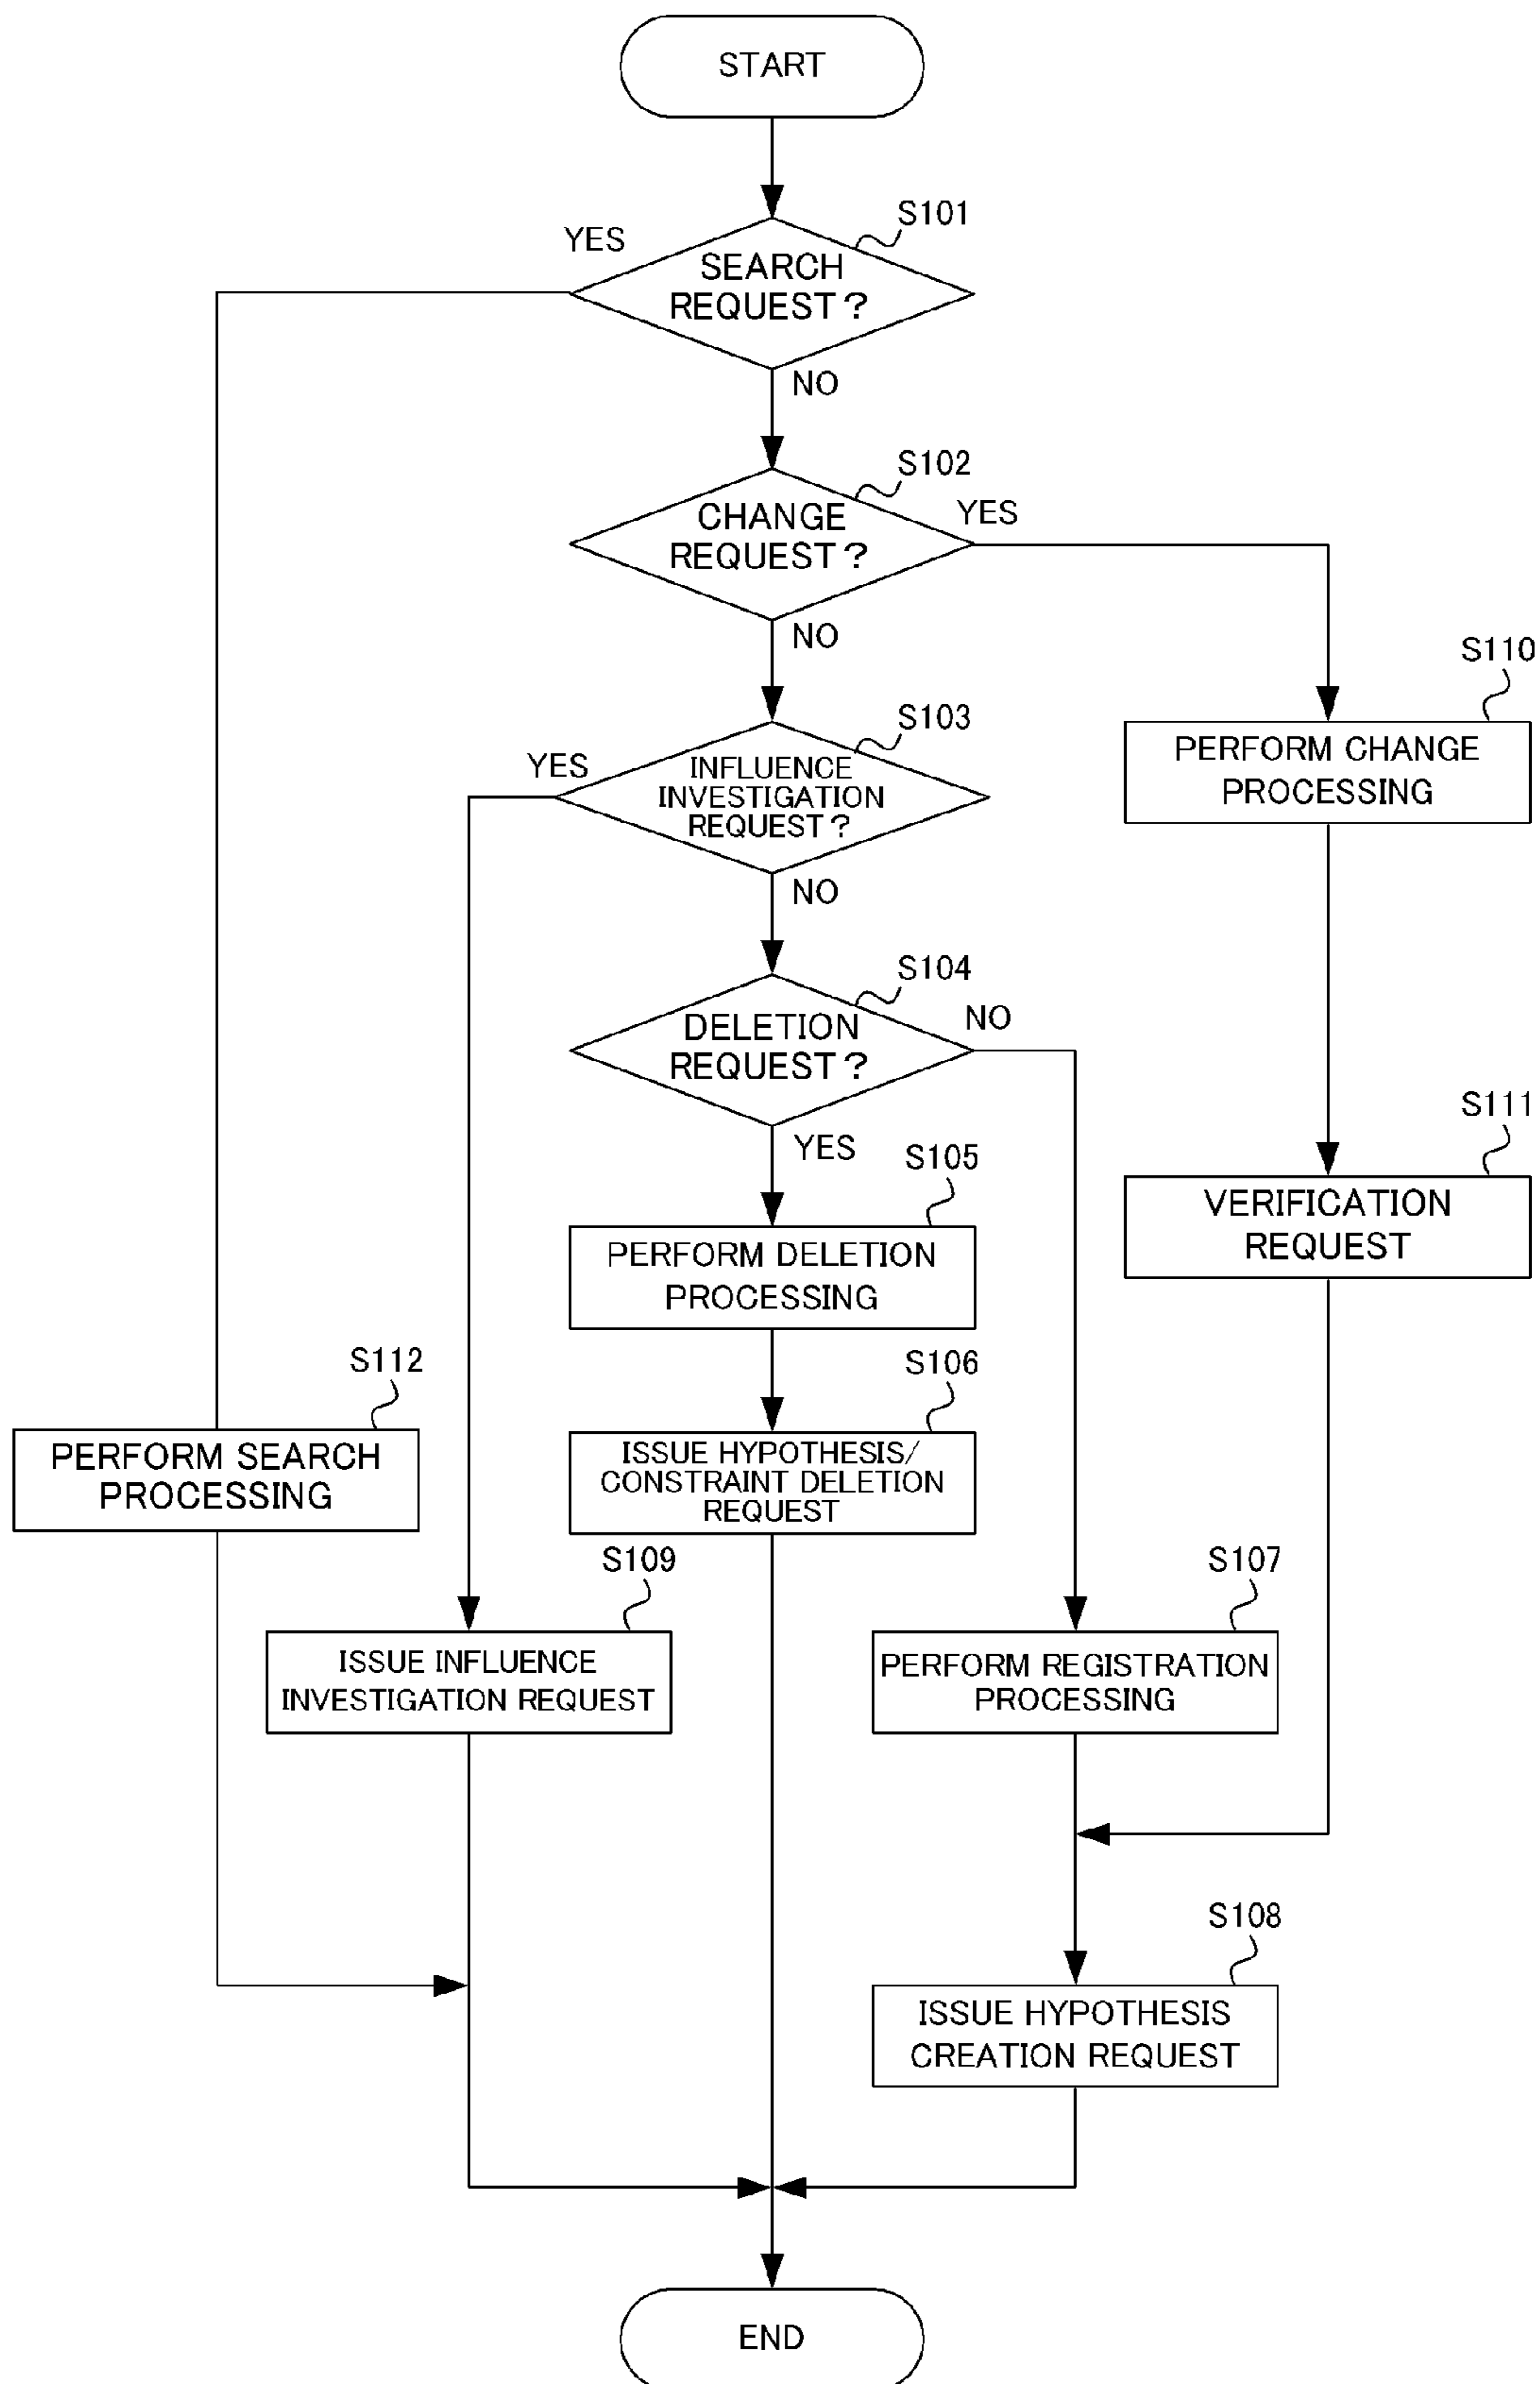 START
S101
YES
SEARCH
REQUEST?
NO
S102
YES
CHANGE
REQUEST?
NO
S110
PERFORM CHANGE
PROCESSING
S103
YES
INFLUENCE
INVESTIGATION
REQUEST?
NO
S104
NO
DELETION
REQUEST?
YES
S111
VERIFICATION
REQUEST
S105
PERFORM DELETION
PROCESSING
S112
PERFORM SEARCH
PROCESSING
S106
ISSUE HYPOTHESIS/
CONSTRAINT DELETION
REQUEST
S109
ISSUE INFLUENCE
INVESTIGATION REQUEST
S107
PERFORM REGISTRATION
PROCESSING
S108
ISSUE HYPOTHESIS
CREATION REQUEST
END